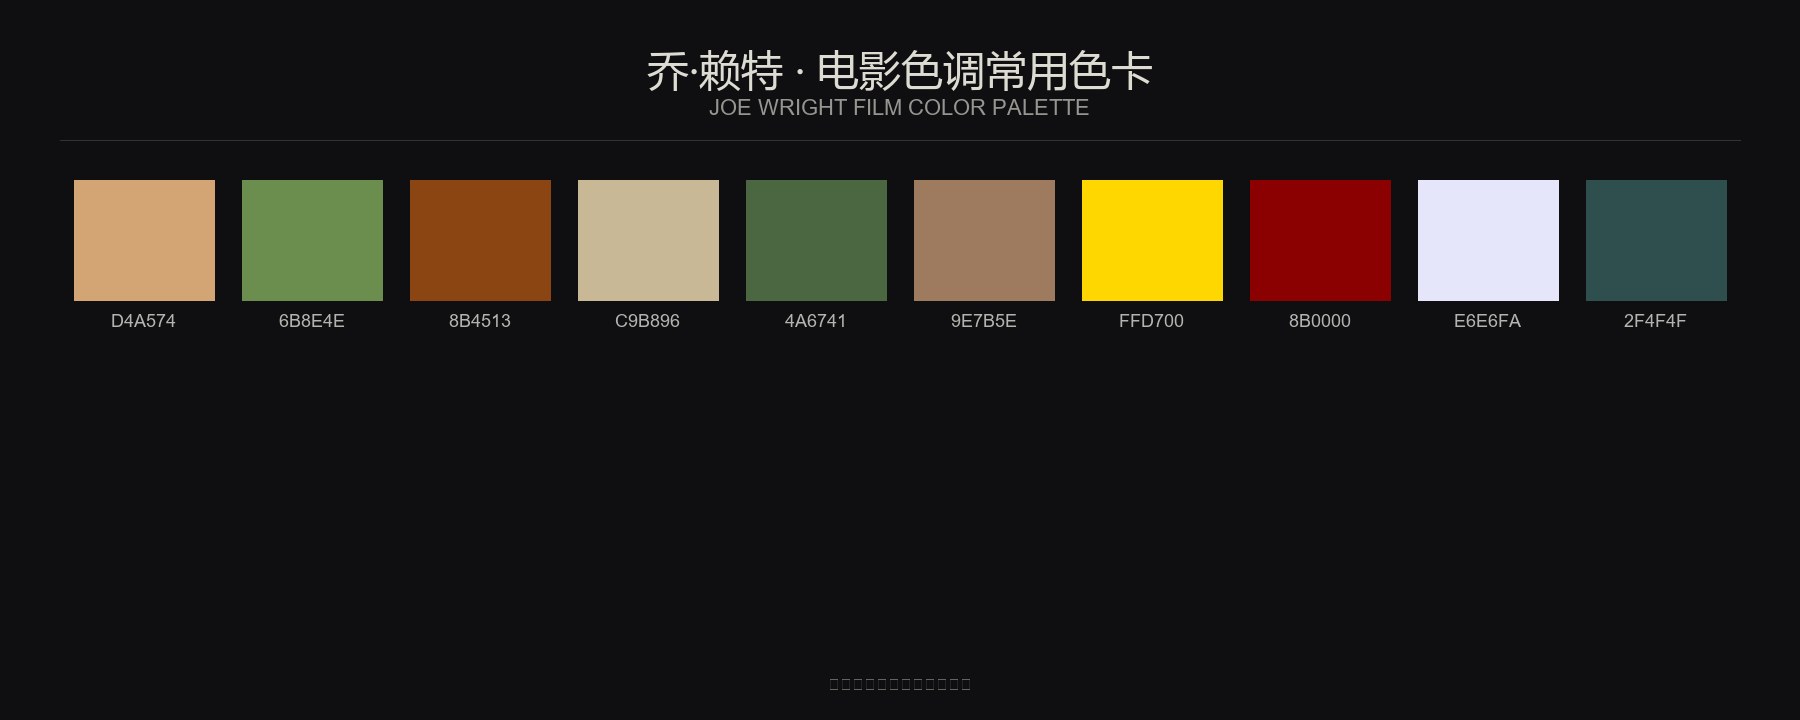 乔·赖特 · 电影色调常用色卡
JOE WRIGHT FILM COLOR PALETTE
D4A574 6B8E4E 8B4513 C9B896 4A6741 9E7B5E FFD700 8B0000 E6E6FA 2F4F4F